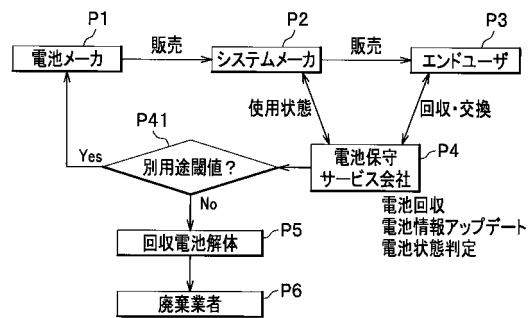 P1
P2
P3
電池メーカ
販売
システムメーカ
販売
エンドユーザ
使用状態
回収・交換
P41
Yes
別用途閾値?
電池保守
サービス会社
P4
No
電池回収
電池情報アップデート
電池状態判定
回収電池解体
P5
廃棄業者
P6